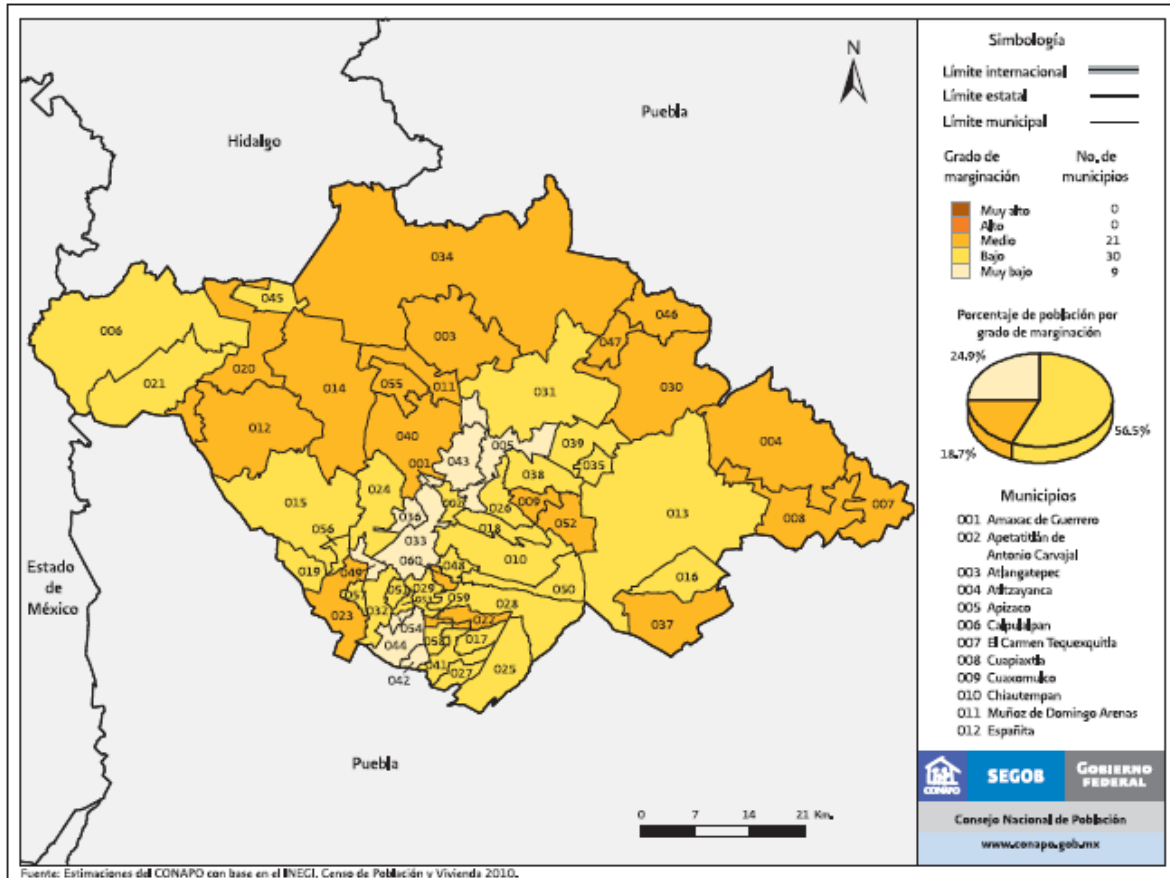 N
Puebla
Hidalgo
034
045
006
046
003
047
020
021
014
055
011
031
030
012
040
004
005
039
043
035
001
038
024
015
009
002
026
007
036
052
008
013
018
056
033
010
060
019
049
048
016
Estado
de
México
057
051
029
050
053
059
028
023
032
022
037
054
017
044
058
025
041
027
042
Puebla
0 7 14 21 Km.
Simbología
Límite internacional
Límite estatal
Límite municipal
Grado de marginación No. de municipios
Muy alto 0
Alto 0
Medio 21
Bajo 30
Muy bajo 9
Porcentaje de población por
grado de marginación
24.9%
56.5%
18.7%
Municipios
001 Amaxac de Guerrero
002 Apetatitlán de
Antonio Carvajal
003 Atlangatepec
004 Atltzayanca
005 Apizaco
006 Calpulalpan
007 El Carmen Tequexquitla
008 Cuapiaxtla
009 Cuaxomulco
010 Chiautempan
011 Muñoz de Domingo Arenas
012 Españita
CONAPO
SEGOB
GOBIERNO
FEDERAL
Consejo Nacional de Población
www.conapo.gob.mx
Fuente: Estimaciones del CONAPO con base en el INEGI, Censo de Población y Vivienda 2010.